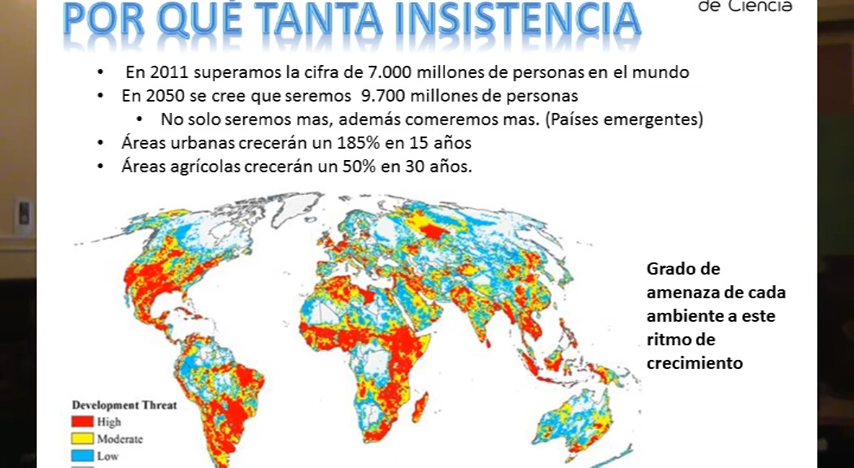 de Ciencia
POR QUÉ TANTA INSISTENCIA
• En 2011 superamos la cifra de 7.000 millones de personas en el mundo
• En 2050 se cree que seremos 9.700 millones de personas
• No solo seremos mas, además comeremos mas. (Países emergentes)
• Áreas urbanas crecerán un 185% en 15 años
• Áreas agrícolas crecerán un 50% en 30 años.
Grado de
amenaza de cada
ambiente a este
ritmo de
crecimiento
Development Threat
High
Moderate
Low